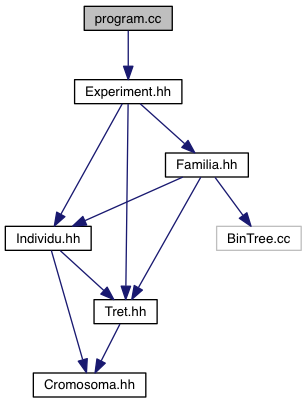 program.cc
Experiment.hh
Familia.hh
Individu.hh
BinTree.cc
Tret.hh
Cromosoma.hh